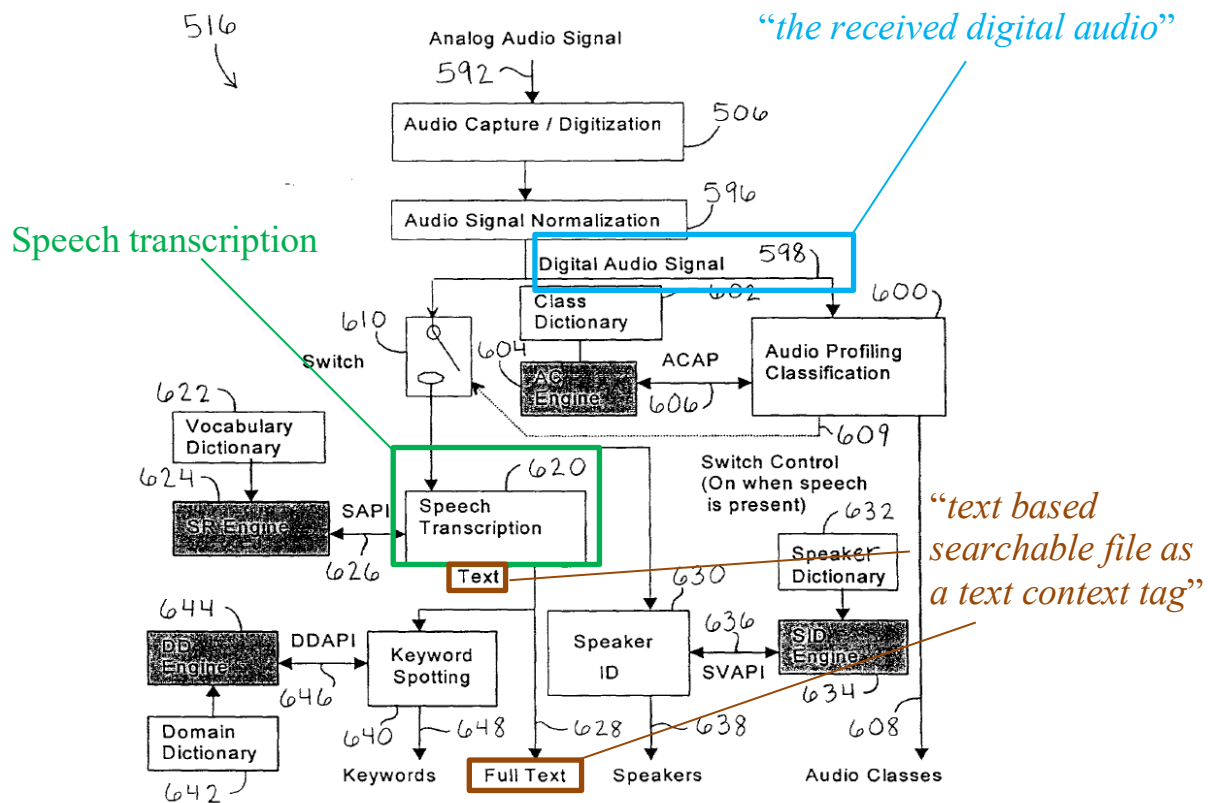 516
Analog Audio Signal
592
“the received digital audio”
Audio Capture / Digitization
506
596
Audio Signal Normalization
Speech transcription
Digital Audio Signal
598
602
Class
Dictionary
600
610
Switch
604
AC
Engine
ACAP
606
Audio Profiling
Classification
609
622
Vocabulary
Dictionary
620
Switch Control
(On when speech
is present)
624
SR Engine
SAPI
626
Speech
Transcription
Text
632
Speaker
Dictionary
“text based
searchable file as
a text context tag”
630
644
DD
Engine
DDAPI
646
Keyword
Spotting
Speaker
ID
636
SVAPI
SID
Engine
634
640
648
628
638
608
Domain
Dictionary
642
Keywords
Full Text
Speakers
Audio Classes